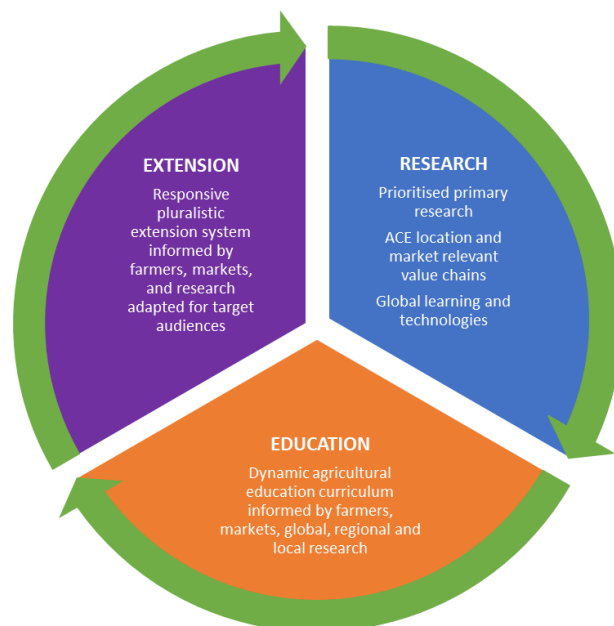 EXTENSION
Responsive
pluralistic
extension system
informed by
farmers, markets,
and research
adapted for target
audiences
RESEARCH
Prioritised primary
research
ACE location and
market relevant
value chains
Global learning and
technologies
EDUCATION
Dynamic agricultural
education curriculum
informed by farmers,
markets, global, regional and
local research